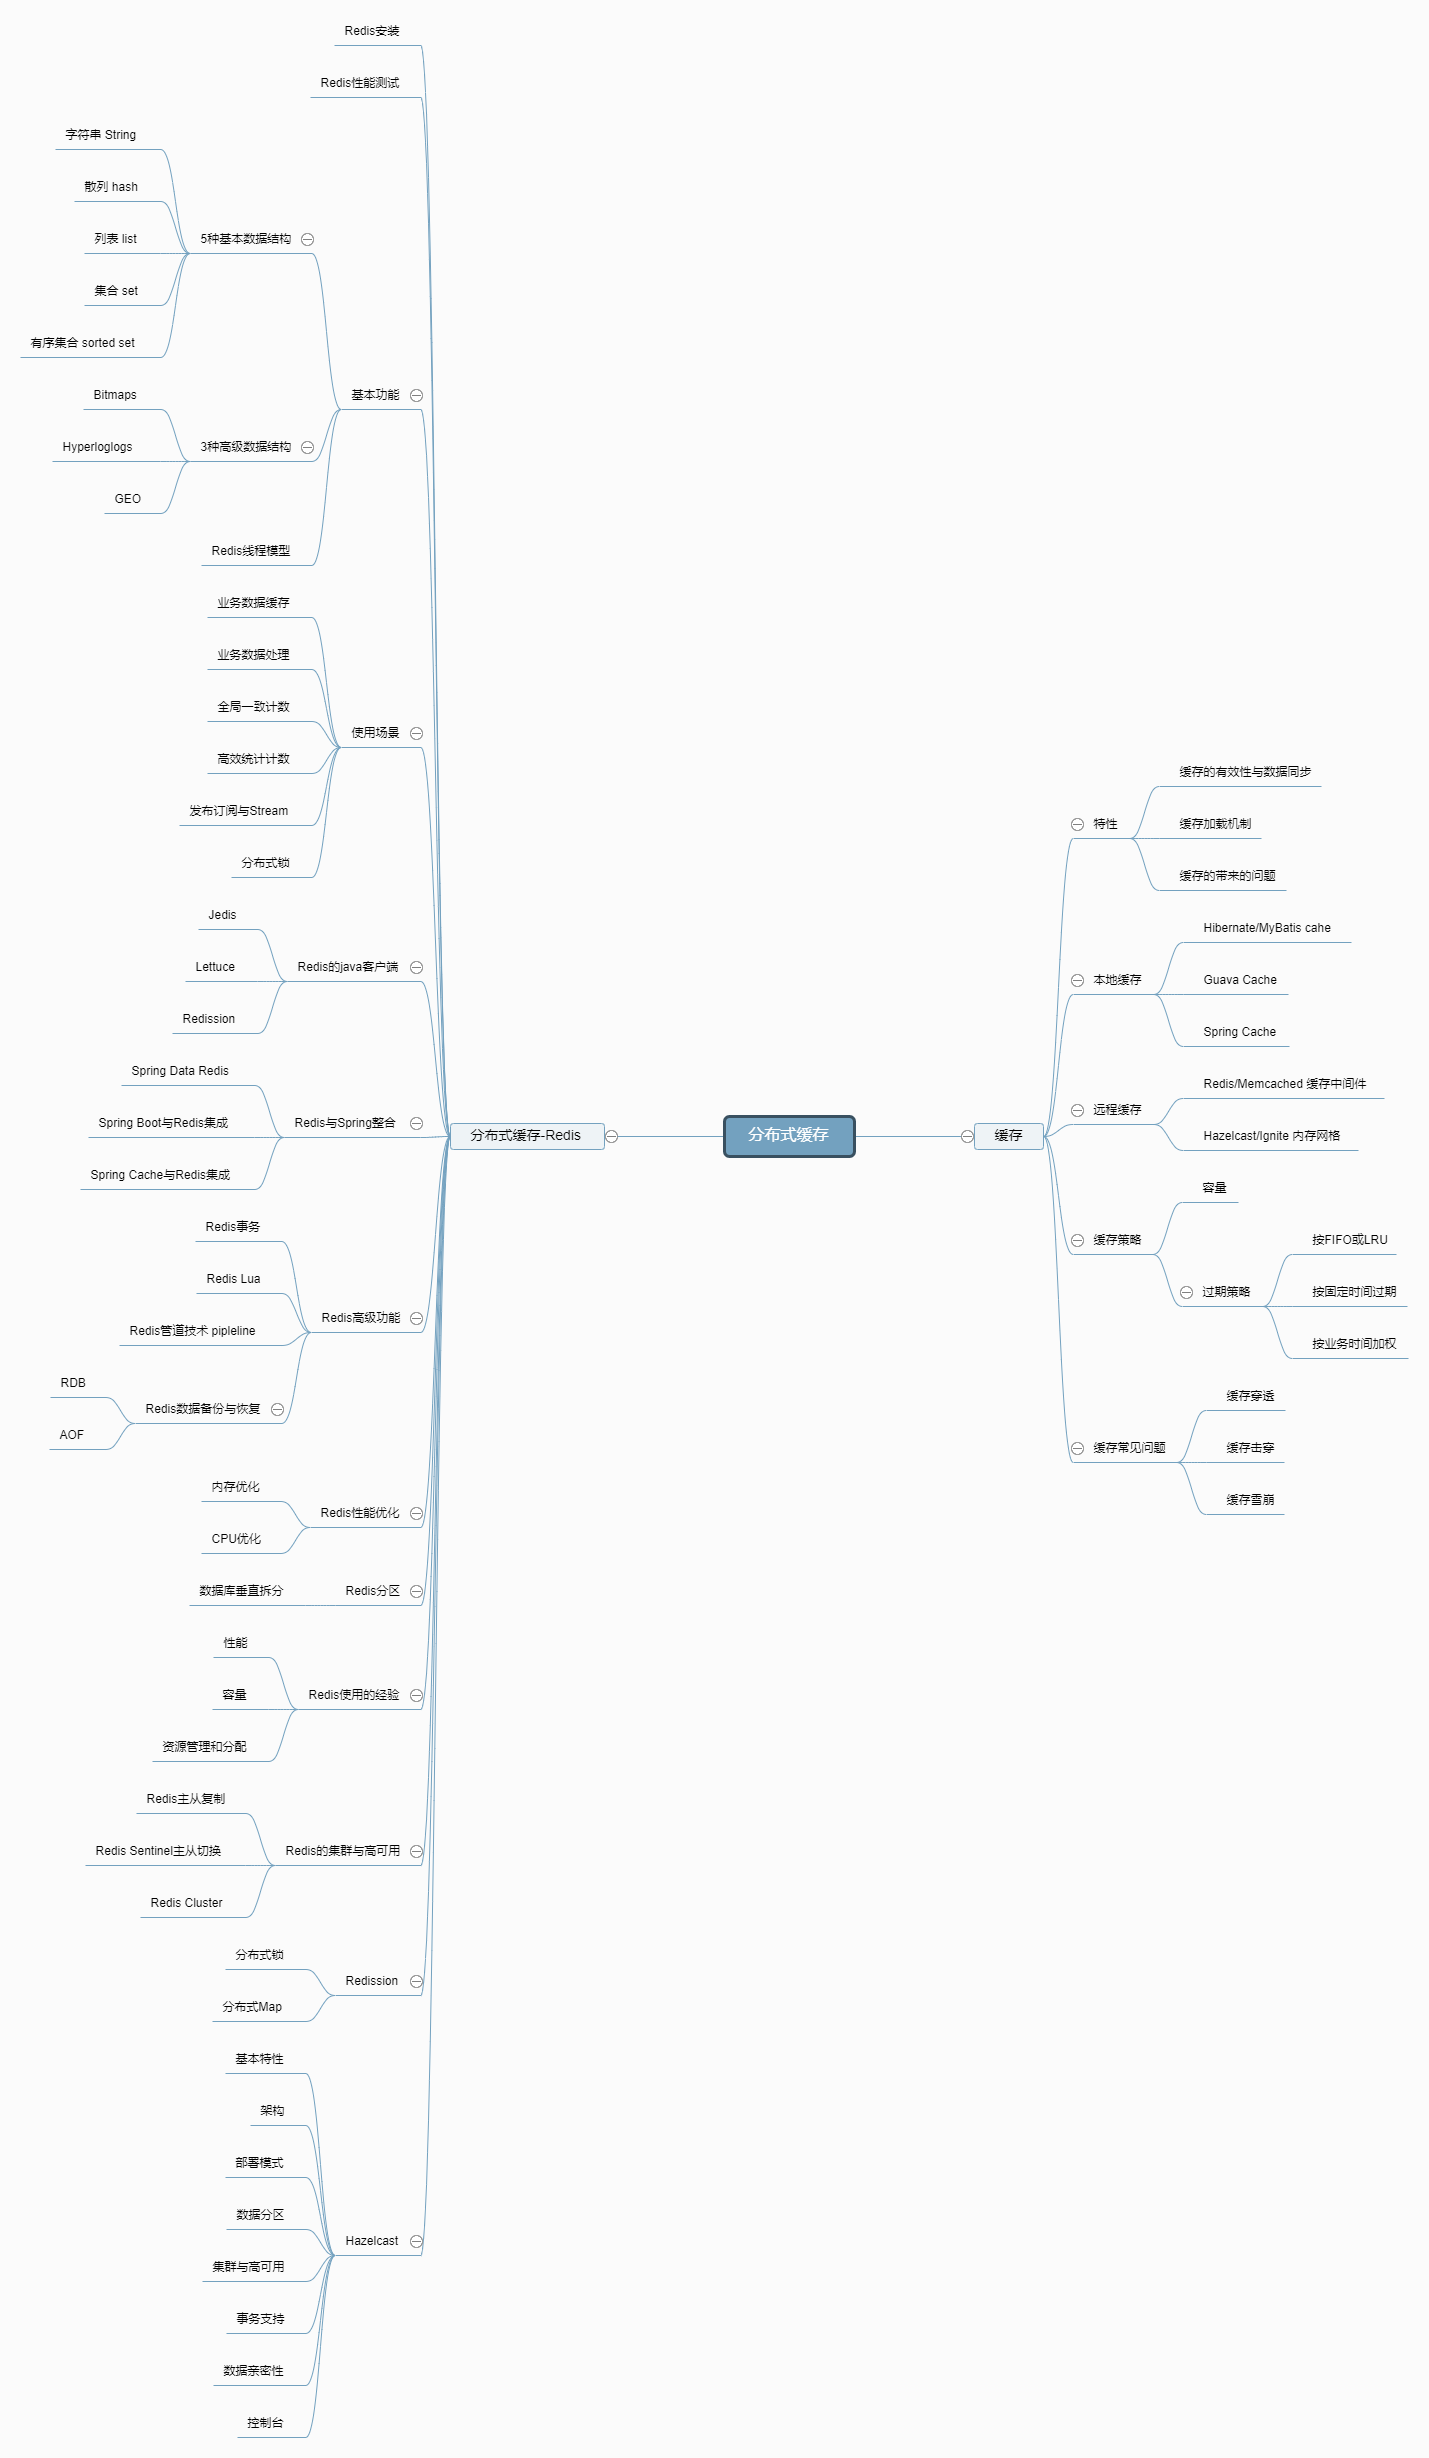 分布式缓存
缓存
特性
缓存的有效性与数据同步
缓存加载机制
缓存的带来的问题
本地缓存
Hibernate/MyBatis cahe
Guava Cache
Spring Cache
远程缓存
Redis/Memcached 缓存中间件
Hazelcast/Ignite 内存网格
缓存策略
容量
过期策略
按FIFO或LRU
按固定时间过期
按业务时间加权
缓存常见问题
缓存穿透
缓存击穿
缓存雪崩
分布式缓存-Redis
Redis安装
Redis性能测试
基本功能
5种基本数据结构
字符串 String
散列 hash
列表 list
集合 set
有序集合 sorted set
3种高级数据结构
Bitmaps
Hyperloglogs
GEO
Redis线程模型
使用场景
业务数据缓存
业务数据处理
全局一致计数
高效统计计数
发布订阅与Stream
分布式锁
Redis的java客户端
Jedis
Lettuce
Redission
Redis与Spring整合
Spring Data Redis
Spring Boot与Redis集成
Spring Cache与Redis集成
Redis高级功能
Redis事务
Redis Lua
Redis管道技术 pipleline
Redis数据备份与恢复
RDB
AOF
Redis性能优化
内存优化
CPU优化
Redis分区
数据库垂直拆分
Redis使用的经验
性能
容量
资源管理和分配
Redis的集群与高可用
Redis主从复制
Redis Sentinel主从切换
Redis Cluster
Redission
分布式锁
分布式Map
Hazelcast
基本特性
架构
部署模式
数据分区
集群与高可用
事务支持
数据亲密性
控制台